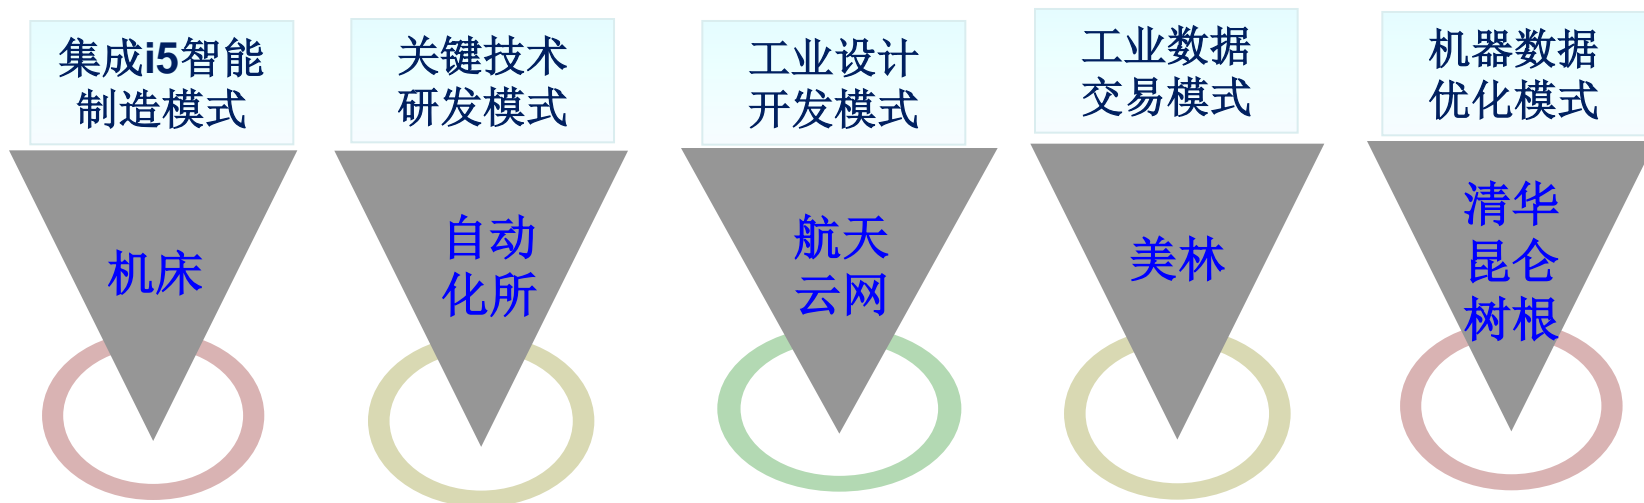 集成i5智能
制造模式
机床
关键技术
研发模式
自动
化所
工业设计
开发模式
航天
云网
工业数据
交易模式
美林
机器数据
优化模式
清华
昆仑
树根